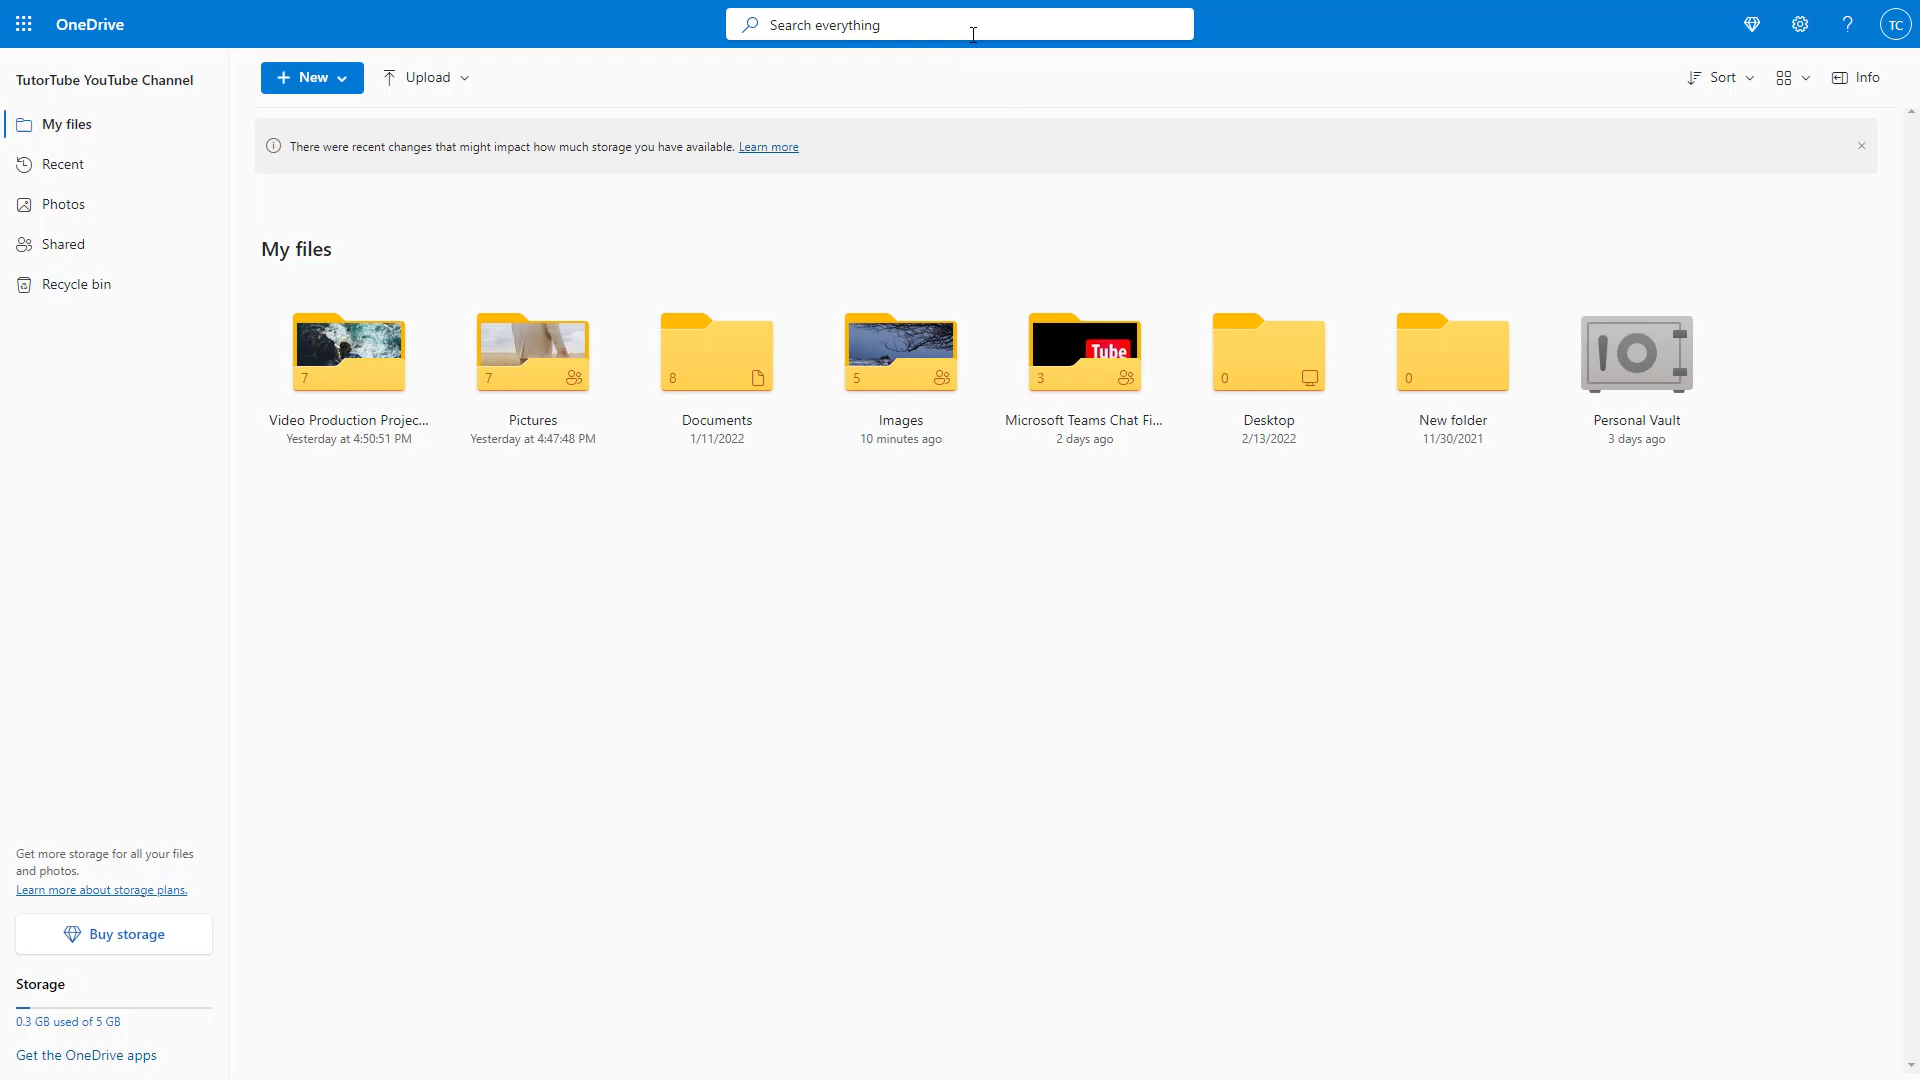 OneDrive
Search everything
TC
TutorTube YouTube Channel
New
Upload
Sort
Info
My files
Recent
Photos
Shared
Recycle bin
There were recent changes that might impact how much storage you have available. Learn more
My files
7
7
8
5
Tube
3
0
0
Video Production Projec...
Pictures
Documents
Images
Microsoft Teams Chat Fi...
Desktop
New folder
Personal Vault
Yesterday at 4:50:51 PM
Yesterday at 4:47:48 PM
1/11/2022
10 minutes ago
2 days ago
2/13/2022
11/30/2021
3 days ago
Get more storage for all your files
and photos.
Learn more about storage plans.
Buy storage
Storage
0.3 GB used of 5 GB
Get the OneDrive apps